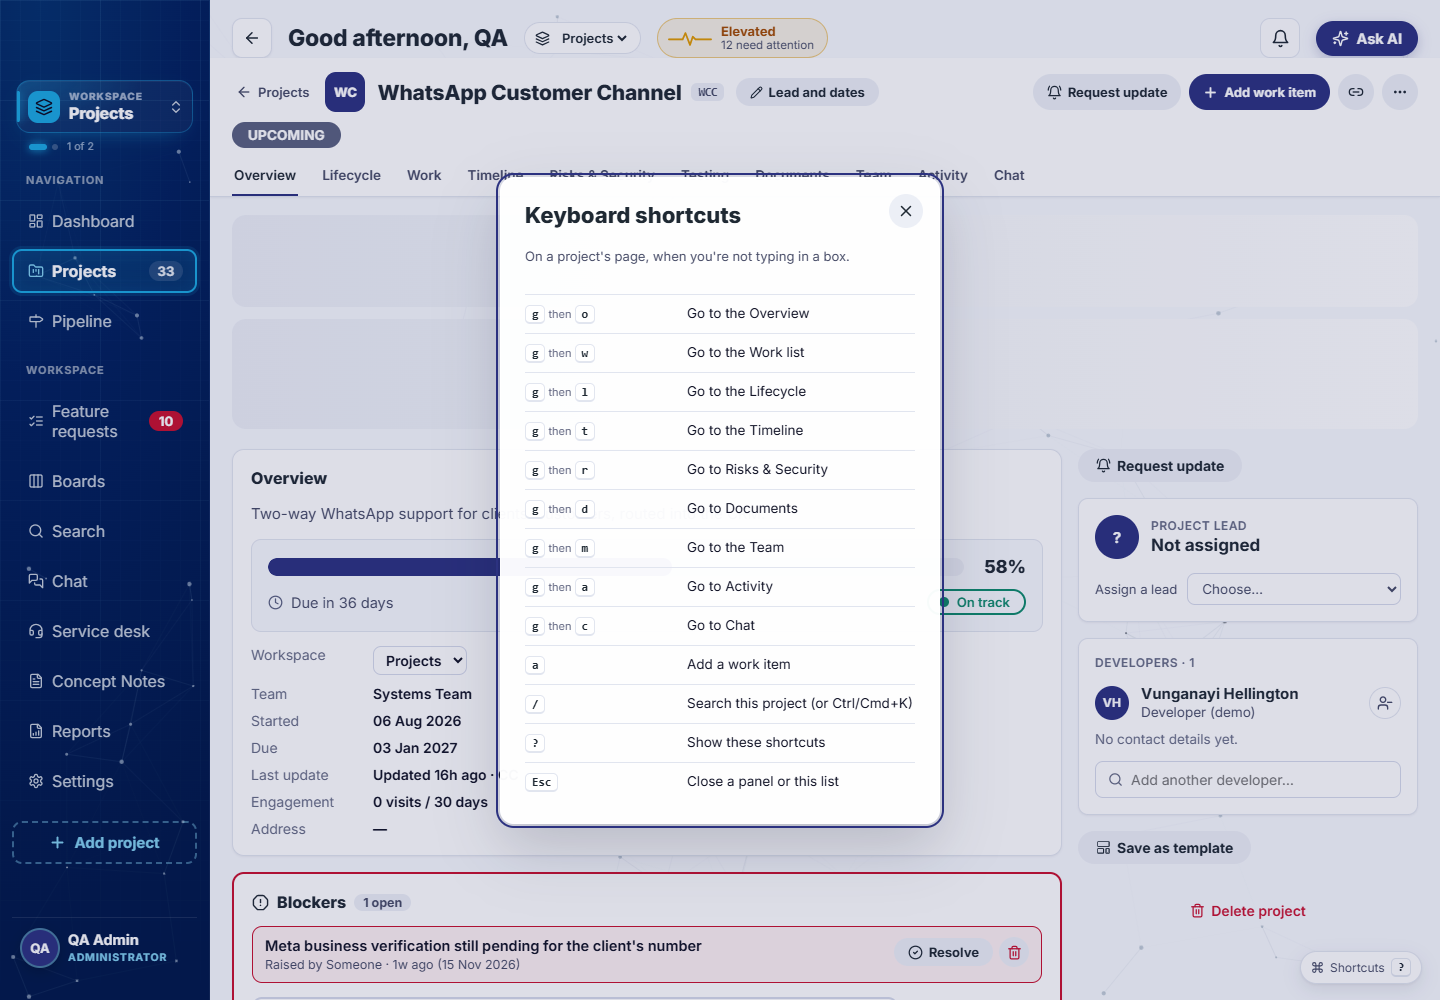 WORKSPACE
Projects
1 of 2
NAVIGATION
Dashboard
Projects 33
Pipeline
WORKSPACE
Feature requests 10
Boards
Search
Chat
Service desk
Concept Notes
Reports
Settings
Add project
QA QA Admin
ADMINISTRATOR
Good afternoon, QA
Projects
Elevated
12 need attention
Ask AI
Projects
WC
WhatsApp Customer Channel WCC
Lead and dates
Request update
Add work item
UPCOMING
Overview Lifecycle Work Timeline Risks & Security Testing Documents Team Activity Chat
Keyboard shortcuts
On a project's page, when you're not typing in a box.
g then o Go to the Overview
g then w Go to the Work list
g then l Go to the Lifecycle
g then t Go to the Timeline
g then r Go to Risks & Security
g then d Go to Documents
g then m Go to the Team
g then a Go to Activity
g then c Go to Chat
a Add a work item
/ Search this project (or Ctrl/Cmd+K)
? Show these shortcuts
Esc Close a panel or this list
Overview
Two-way WhatsApp support for
58%
Due in 36 days
On track
Workspace Projects
Team Systems Team
Started 06 Aug 2026
Due 03 Jan 2027
Last update Updated 16h ago ·
Engagement 0 visits / 30 days
Address —
Blockers 1 open
Meta business verification still pending for the client's number
Raised by Someone · 1w ago (15 Nov 2026)
Resolve
Request update
? PROJECT LEAD
Not assigned
Assign a lead Choose...
DEVELOPERS · 1
VH Vunganayi Hellington
Developer (demo)
No contact details yet.
Add another developer...
Save as template
Delete project
Shortcuts ?